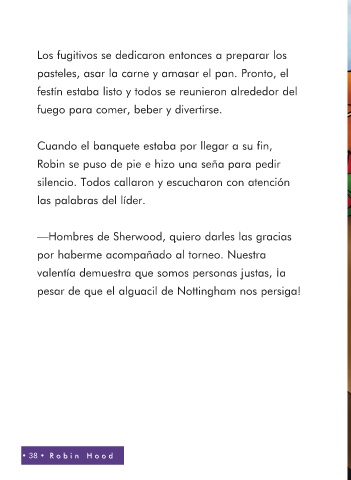 Los fugitivos se dedicaron entonces a preparar los
pasteles, asar la carne y amasar el pan. Pronto, el
festín estaba listo y todos se reunieron alrededor del
fuego para comer, beber y divertirse.
Cuando el banquete estaba por llegar a su fin,
Robin se puso de pie e hizo una seña para pedir
silencio. Todos callaron y escucharon con atención
las palabras del líder.
—Hombres de Sherwood, quiero darles las gracias
por haberme acompañado al torneo. Nuestra
valentía demuestra que somos personas justas, ¡a
pesar de que el alguacil de Nottingham nos persiga!
• 38 • Robin Hood